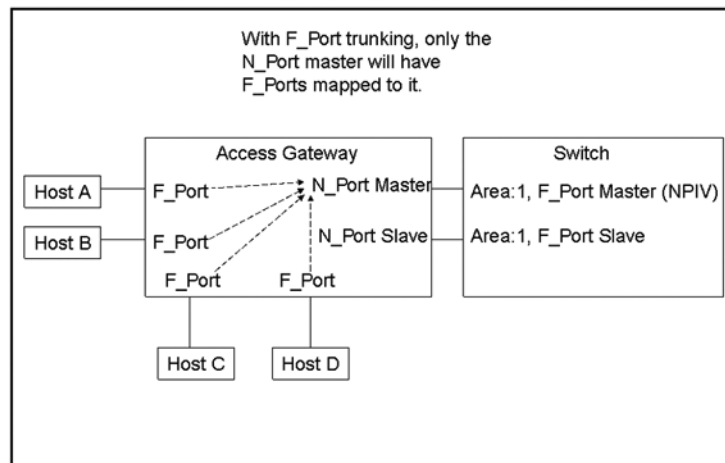 With F_Port trunking, only the
N_Port master will have
F_Ports mapped to it.
Access Gateway
Switch
Host A
F_Port
N_Port Master
Area:1, F_Port Master (NPIV)
Host B
F_Port
N_Port Slave
Area:1, F_Port Slave
F_Port
F_Port
Host C
Host D